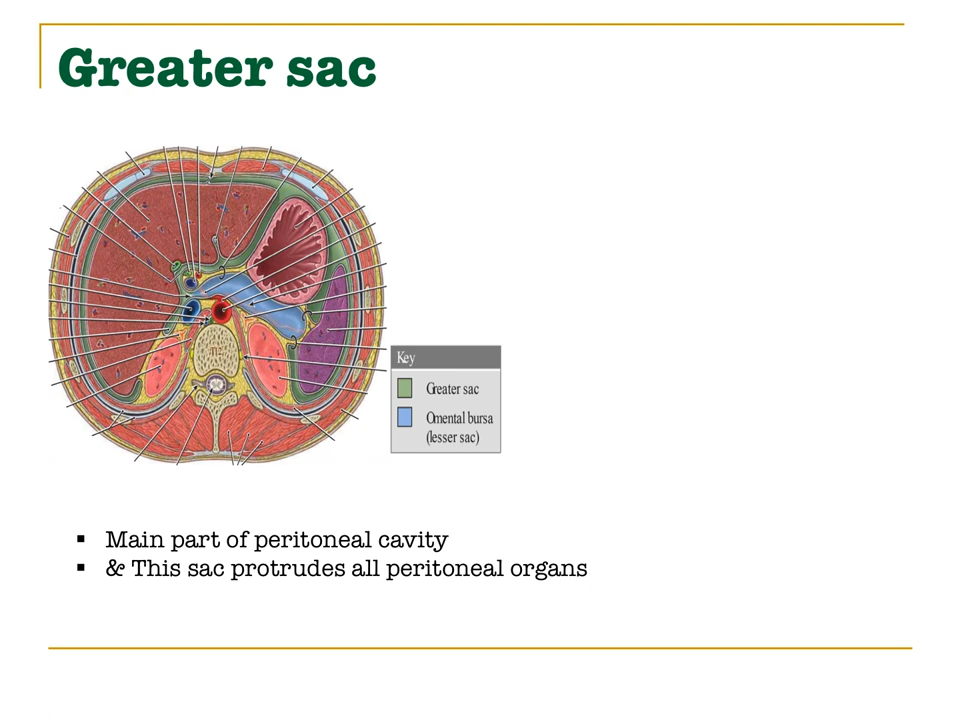 Greater sac
T12
Key
Greater sac
Omental bursa
(lesser sac)
▪ Main part of peritoneal cavity
▪ & This sac protrudes all peritoneal organs